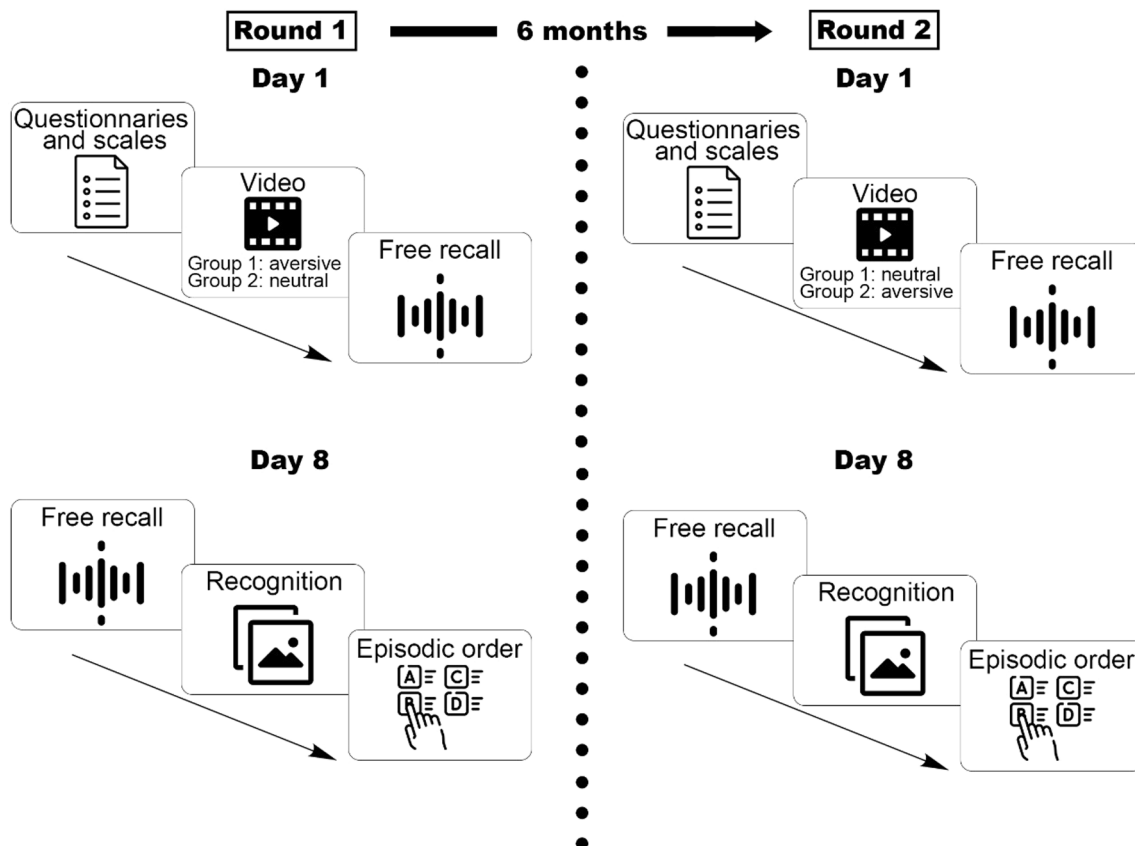 Round 1
6 months
Round 2
Day 1
Questionnaries
and scales
Video
Group 1: aversive
Group 2: neutral
Free recall
Day 1
Questionnaries
and scales
Video
Group 1: neutral
Group 2: aversive
Free recall
Day 8
Free recall
Recognition
Episodic order
A C
B D
Day 8
Free recall
Recognition
Episodic order
A C
B D